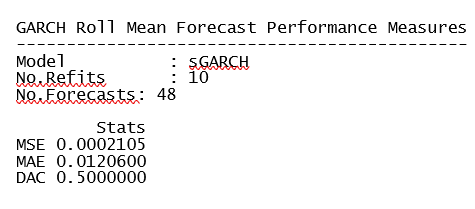 GARCH Roll Mean Forecast Performance Measures
---------------------------------------------
Model          : sGARCH
No.Refits      : 10
No.Forecasts: 48
        Stats
MSE 0.0002105
MAE 0.0120600
DAC 0.5000000